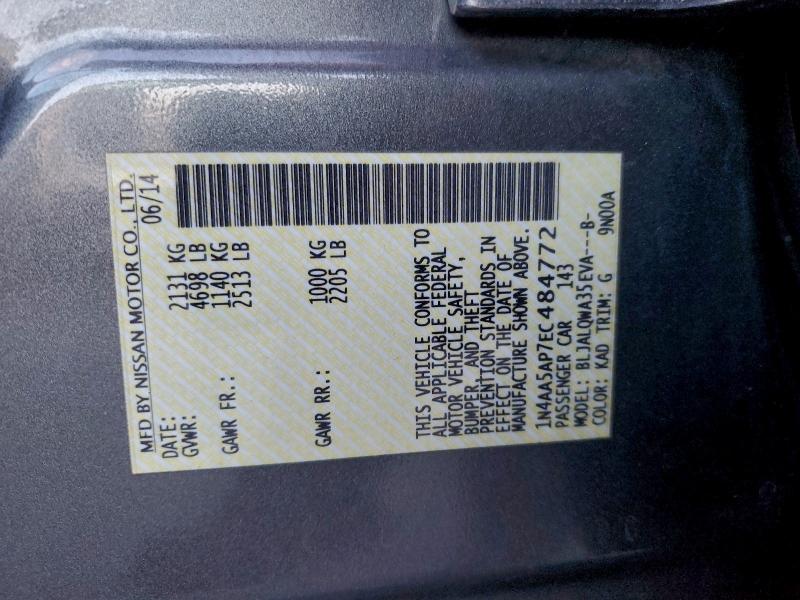 MFD BY NISSAN MOTOR CO., LTD.
DATE: 06/14
GVWR: 2131 KG
4698 LB
GAWR FR.: 1140 KG
2513 LB
GAWR RR.: 1000 KG
2205 LB
THIS VEHICLE CONFORMS TO
ALL APPLICABLE FEDERAL
MOTOR VEHICLE SAFETY,
BUMPER, AND THEFT
PREVENTION STANDARDS IN
EFFECT ON THE DATE OF
MANUFACTURE SHOWN ABOVE.
1N4AA5AP7EC484772
PASSENGER CAR 143
MODEL: BLJALQWA35EVA---B-
COLOR: KAD TRIM: G 9N00A